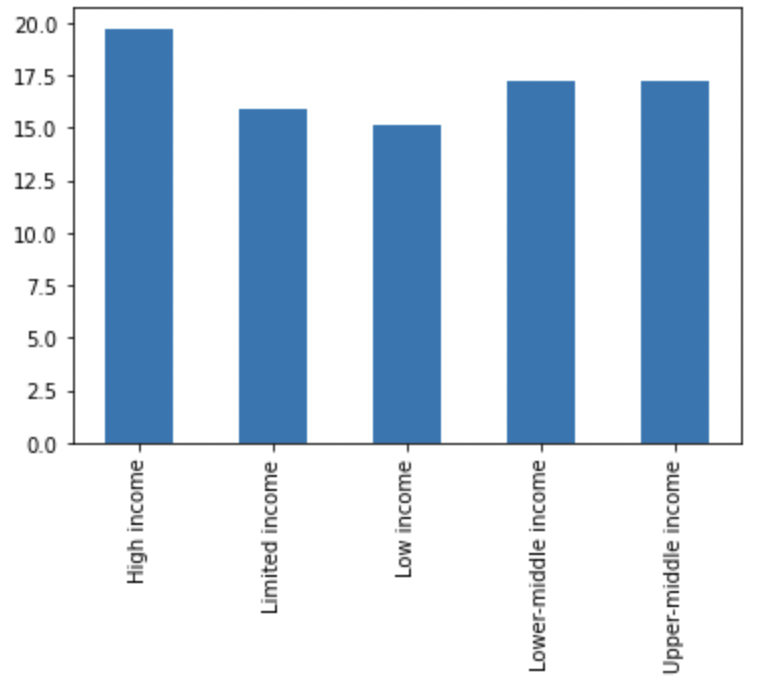 20.0
17.5
15.0
12.5
10.0
7.5
5.0
2.5
0.0
High income
Limited income
Low income
Lower-middle income
Upper-middle income